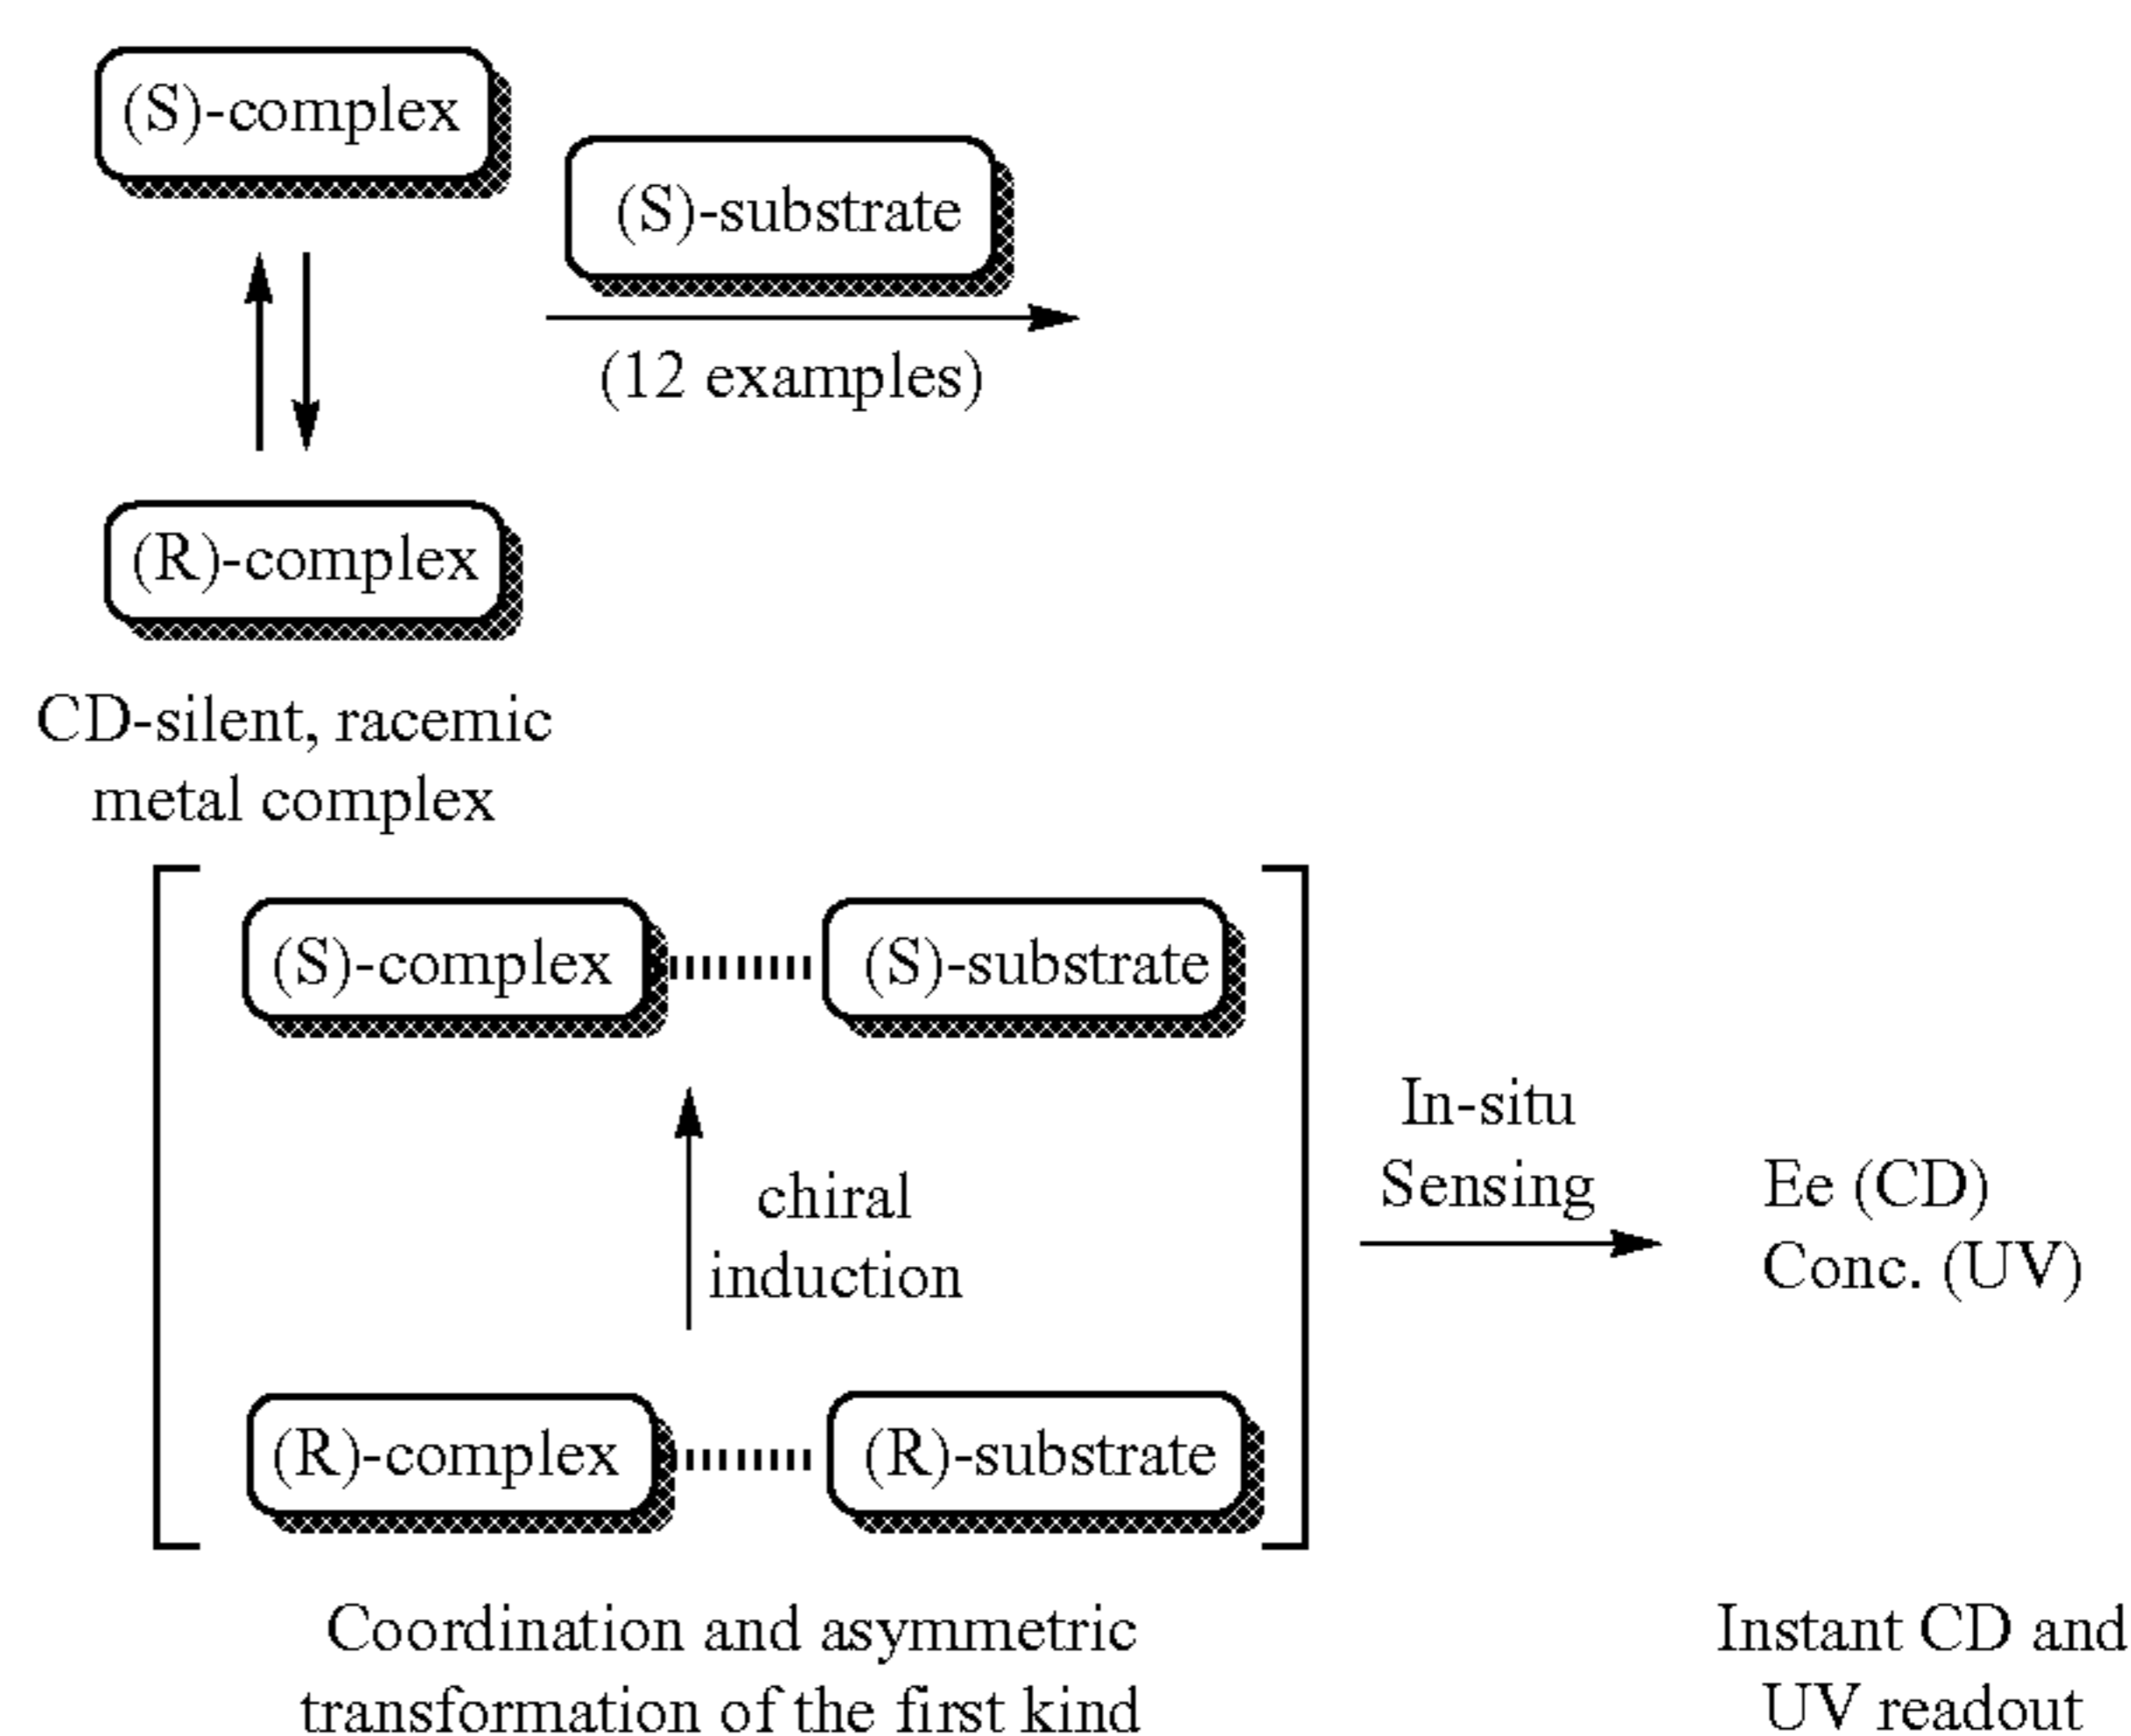 (S)-complex
(S)-substrate
(12 examples)
(R)-complex
CD-silent, racemic
metal complex
(S)-complex
(S)-substrate
chiral
induction
(R)-complex
(R)-substrate
In-situ
Sensing
Ee (CD)
Conc. (UV)
Coordination and asymmetric
transformation of the first kind
Instant CD and
UV readout